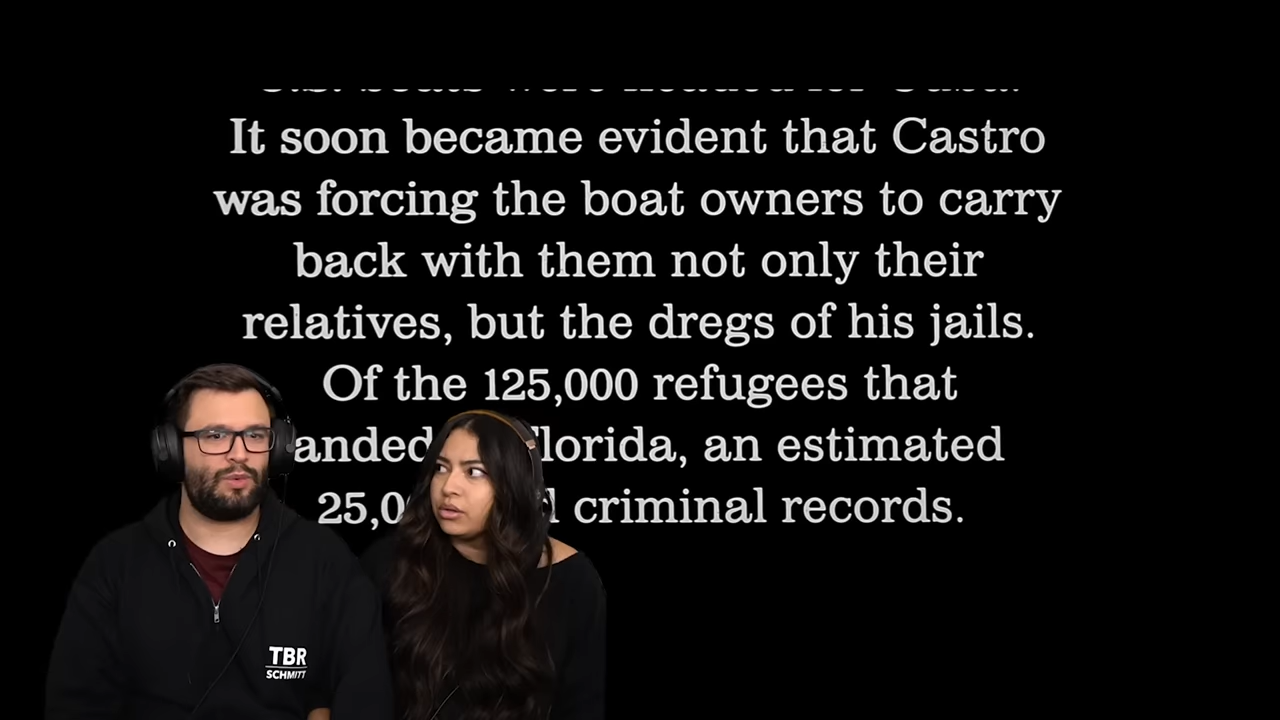 It soon became evident that Castro
was forcing the boat owners to carry
back with them not only their
relatives, but the dregs of his jails.
Of the 125,000 refugees that
an estimated
criminal records.
TBR
SCHMITT